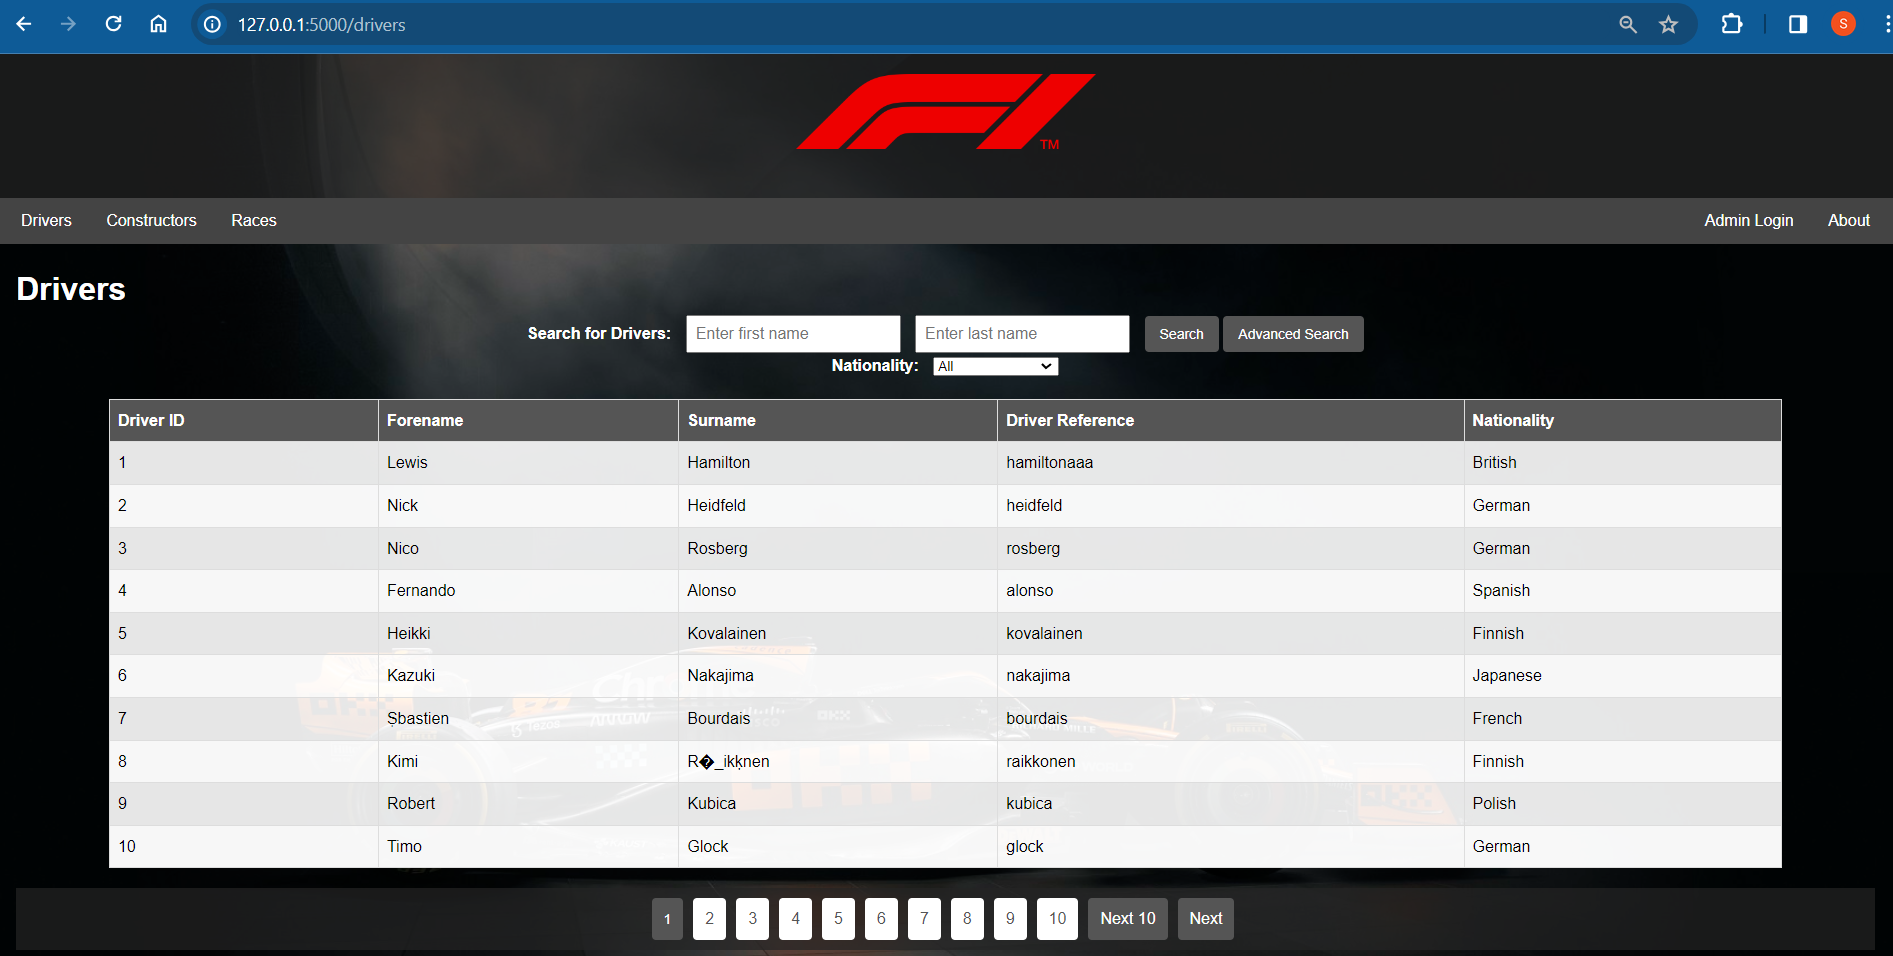 127.0.0.1:5000/drivers
S
F1
TM
Drivers Constructors Races Admin Login About
Drivers
Search for Drivers: Enter first name Enter last name Search Advanced Search
Nationality: All
Driver ID Forename Surname Driver Reference Nationality
1 Lewis Hamilton hamiltonaaa British
2 Nick Heidfeld heidfeld German
3 Nico Rosberg rosberg German
4 Fernando Alonso alonso Spanish
5 Heikki Kovalainen kovalainen Finnish
6 Kazuki Nakajima nakajima Japanese
7 Sbastien Bourdais bourdais French
8 Kimi R�_ikķnen raikkonen Finnish
9 Robert Kubica kubica Polish
10 Timo Glock glock German
1 2 3 4 5 6 7 8 9 10 Next 10 Next